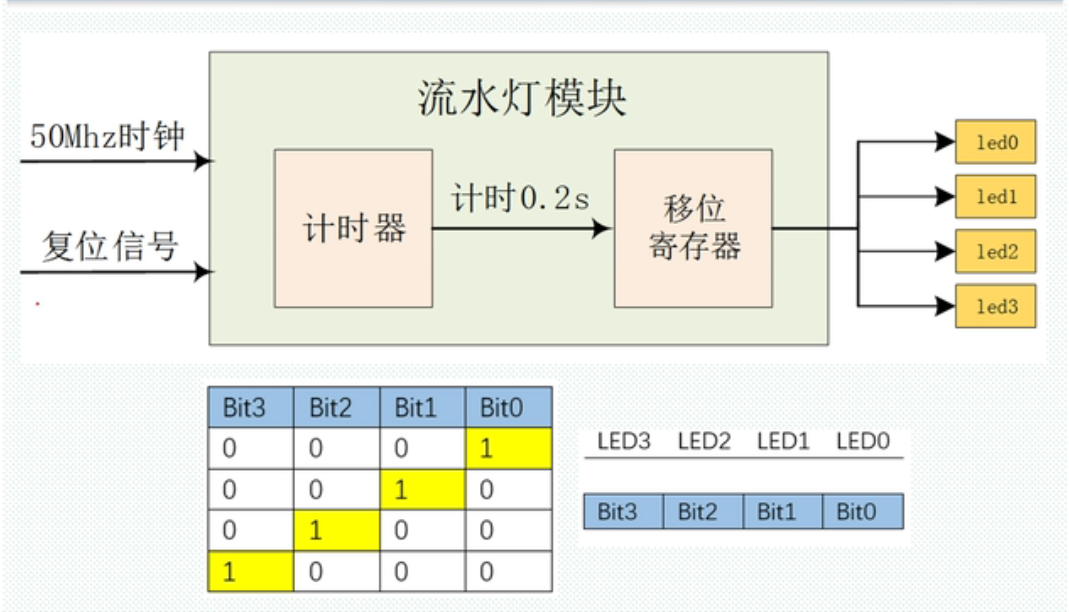 流水灯模块
50Mhz时钟
复位信号
计时器
计时0.2s
移位
寄存器
led0
led1
led2
led3
Bit3 Bit2 Bit1 Bit0
0 0 0 1
0 0 1 0
0 1 0 0
1 0 0 0
LED3 LED2 LED1 LED0
Bit3 Bit2 Bit1 Bit0